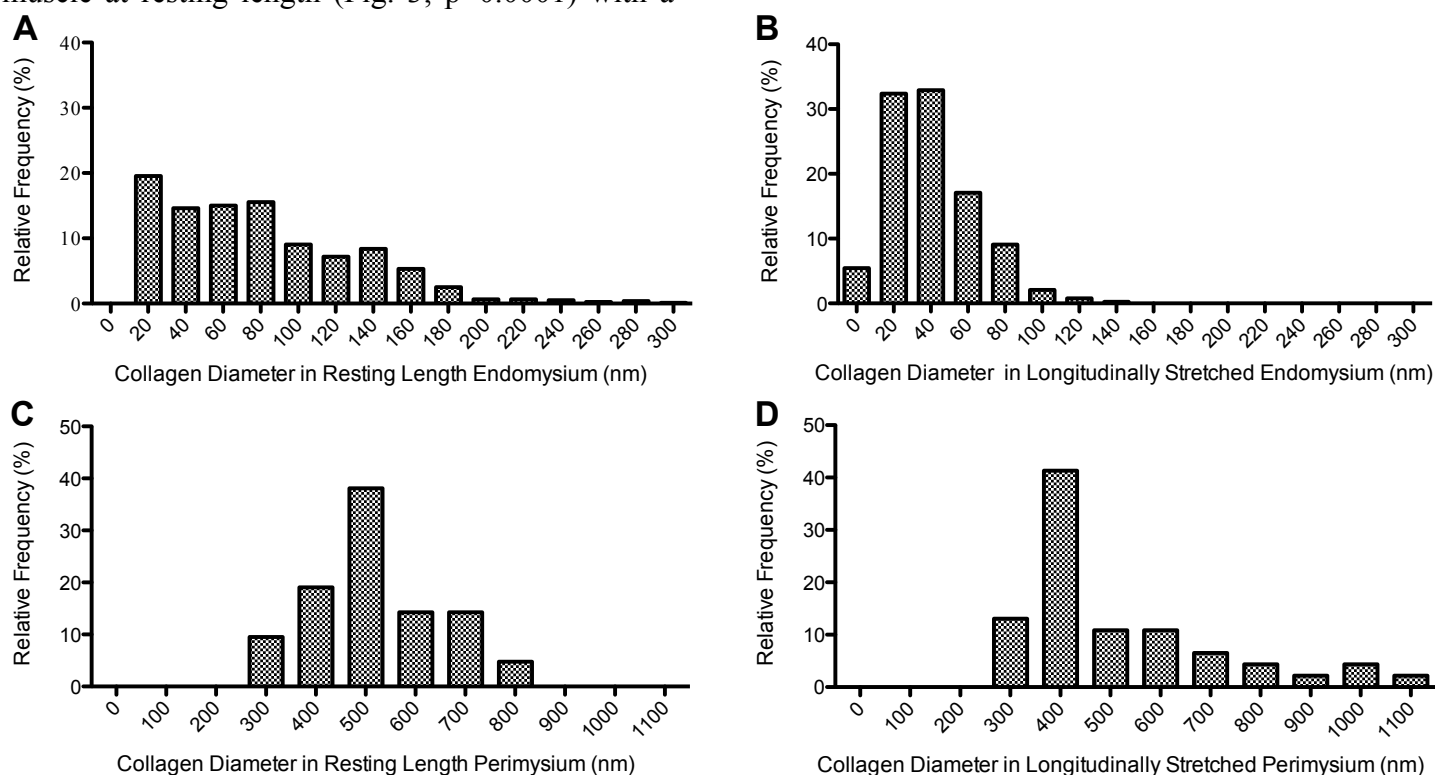 muscle at resting length (Fig. 3, p<0.0001) with a
A
40
30
20
10
0
Relative Frequency (%)
0 20 40 60 80 100 120 140 160 180 200 220 240 260 280 300
Collagen Diameter in Resting Length Endomysium (nm)
B
40
30
20
10
0
Relative Frequency (%)
0 20 40 60 80 100 120 140 160 180 200 220 240 260 280 300
Collagen Diameter in Longitudinally Stretched Endomysium (nm)
C
50
40
30
20
10
0
Relative Frequency (%)
0 100 200 300 400 500 600 700 800 900 1000 1100
Collagen Diameter in Resting Length Perimysium (nm)
D
50
40
30
20
10
0
Relative Frequency (%)
0 100 200 300 400 500 600 700 800 900 1000 1100
Collagen Diameter in Longitudinally Stretched Perimysium (nm)